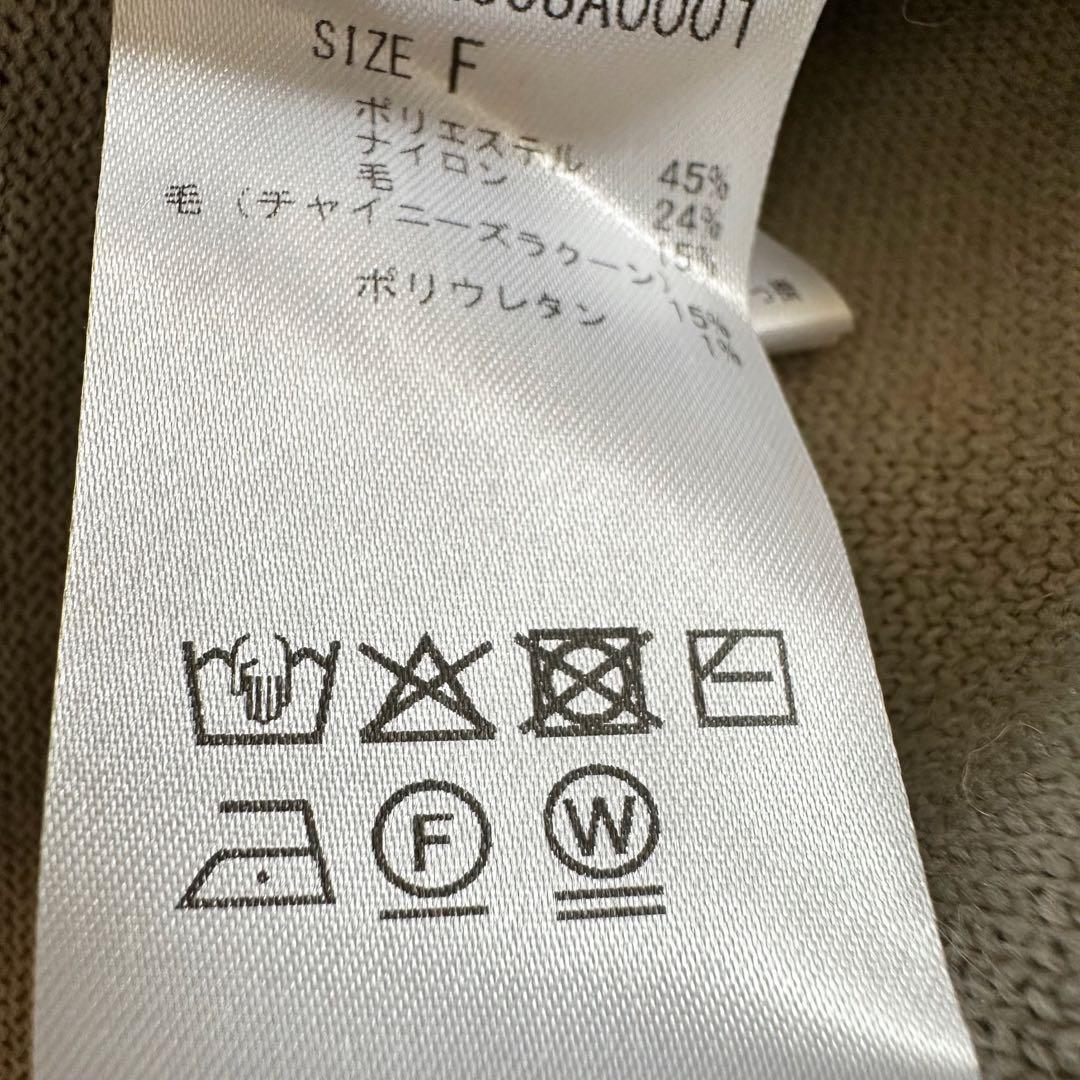 A0001
SIZE F
ポリエステル 45%
ナイロン 24%
毛 15%
毛(チャイニーズラクーン) 15%
ポリウレタン 1%
F W